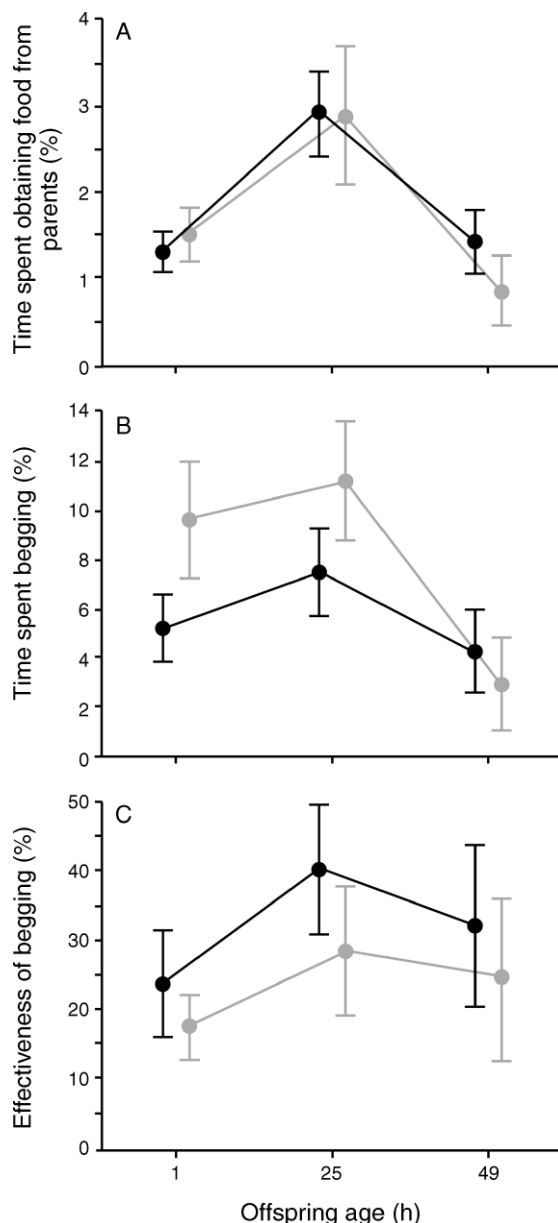 A
Time spent obtaining food from
parents (%)
4
3
2
1
0
B
Time spent begging (%)
14
12
10
8
6
4
2
0
C
Effectiveness of begging (%)
50
40
30
20
10
0
1 25 49
Offspring age (h)